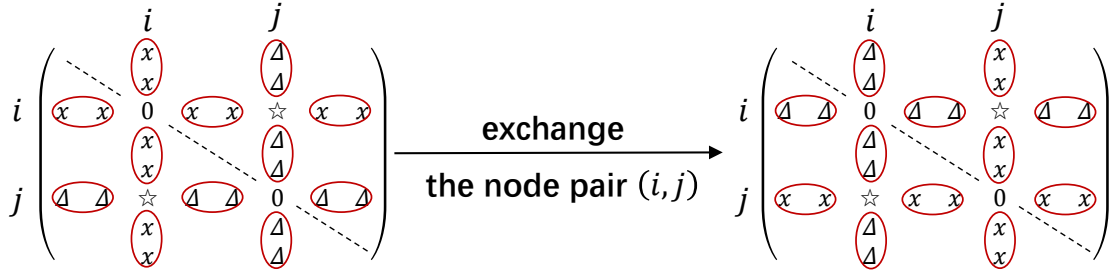 i j i j
x Δ Δ x
x Δ Δ x
i x x 0 x x ☆ x x exchange i Δ Δ 0 Δ Δ ☆ Δ Δ
x Δ Δ x
x Δ the node pair (i, j) Δ x
j Δ Δ ☆ Δ Δ 0 Δ Δ j x x ☆ x x 0 x x
x Δ Δ x
x Δ Δ x